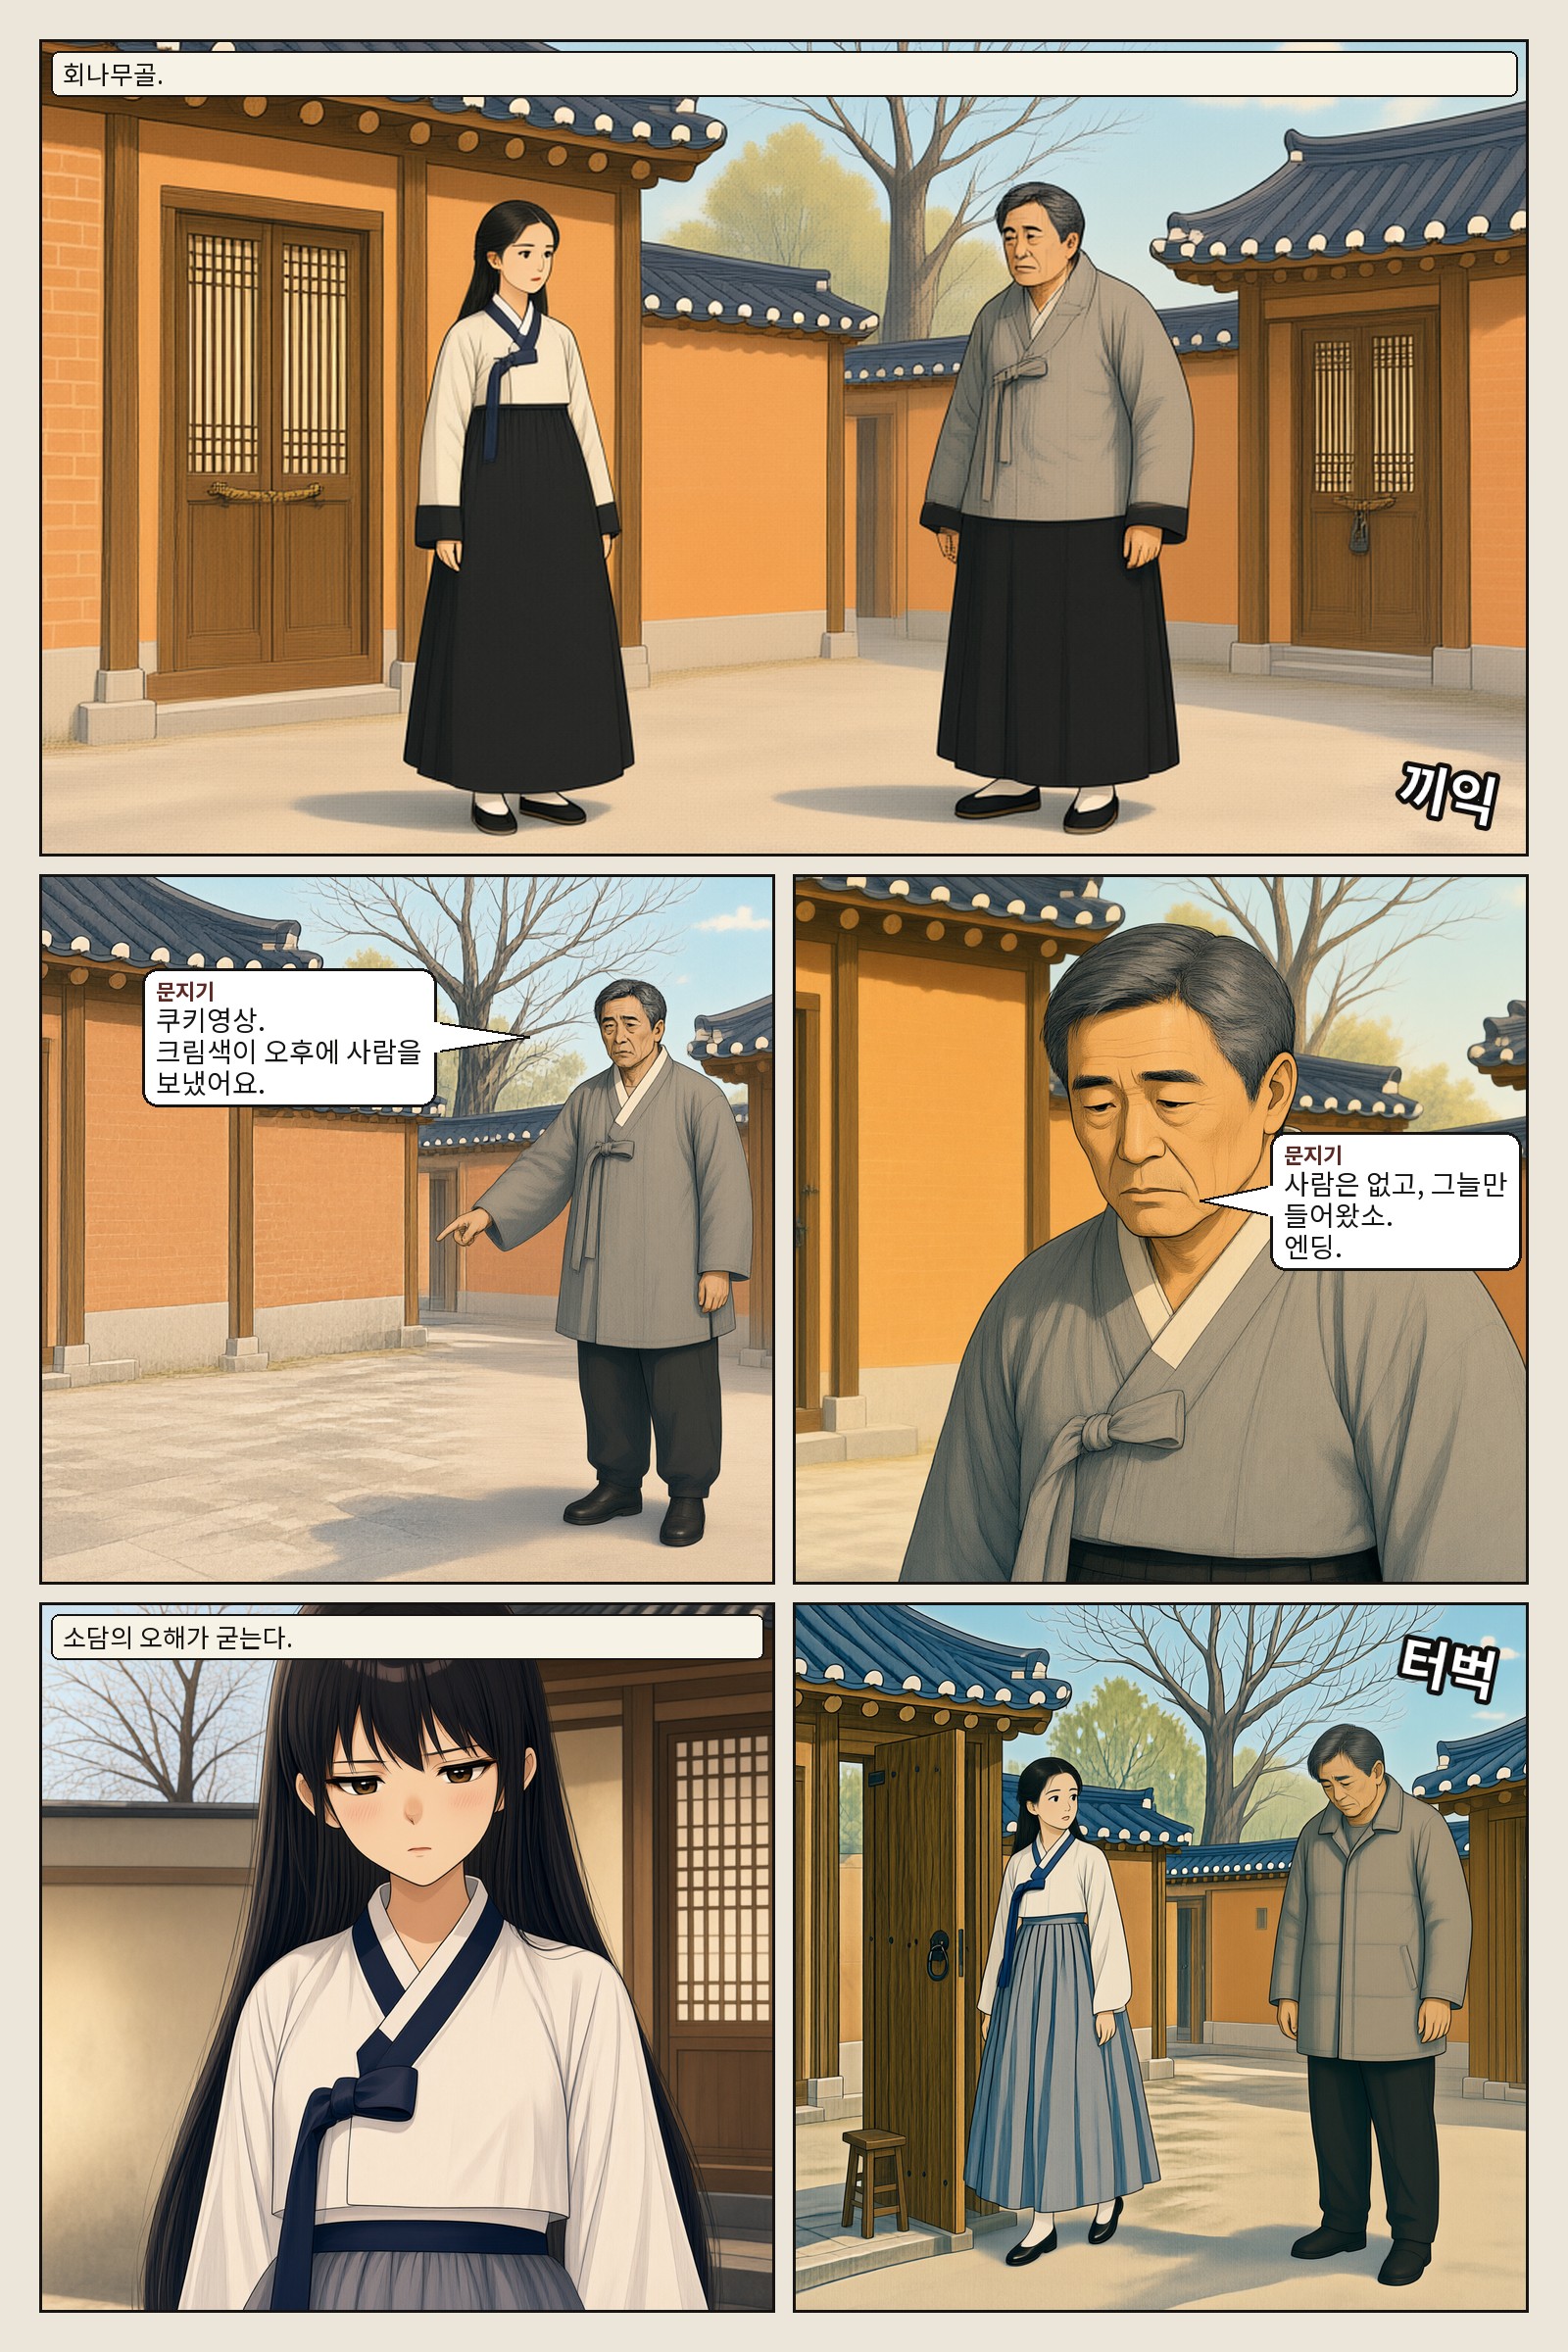 회나무골.
끼익
문지기
쿠키영상.
크림색이 오후에 사람을
보냈어요.
문지기
사람은 없고, 그늘만
들어왔소.
엔딩.
소담의 오해가 굳는다.
터벅